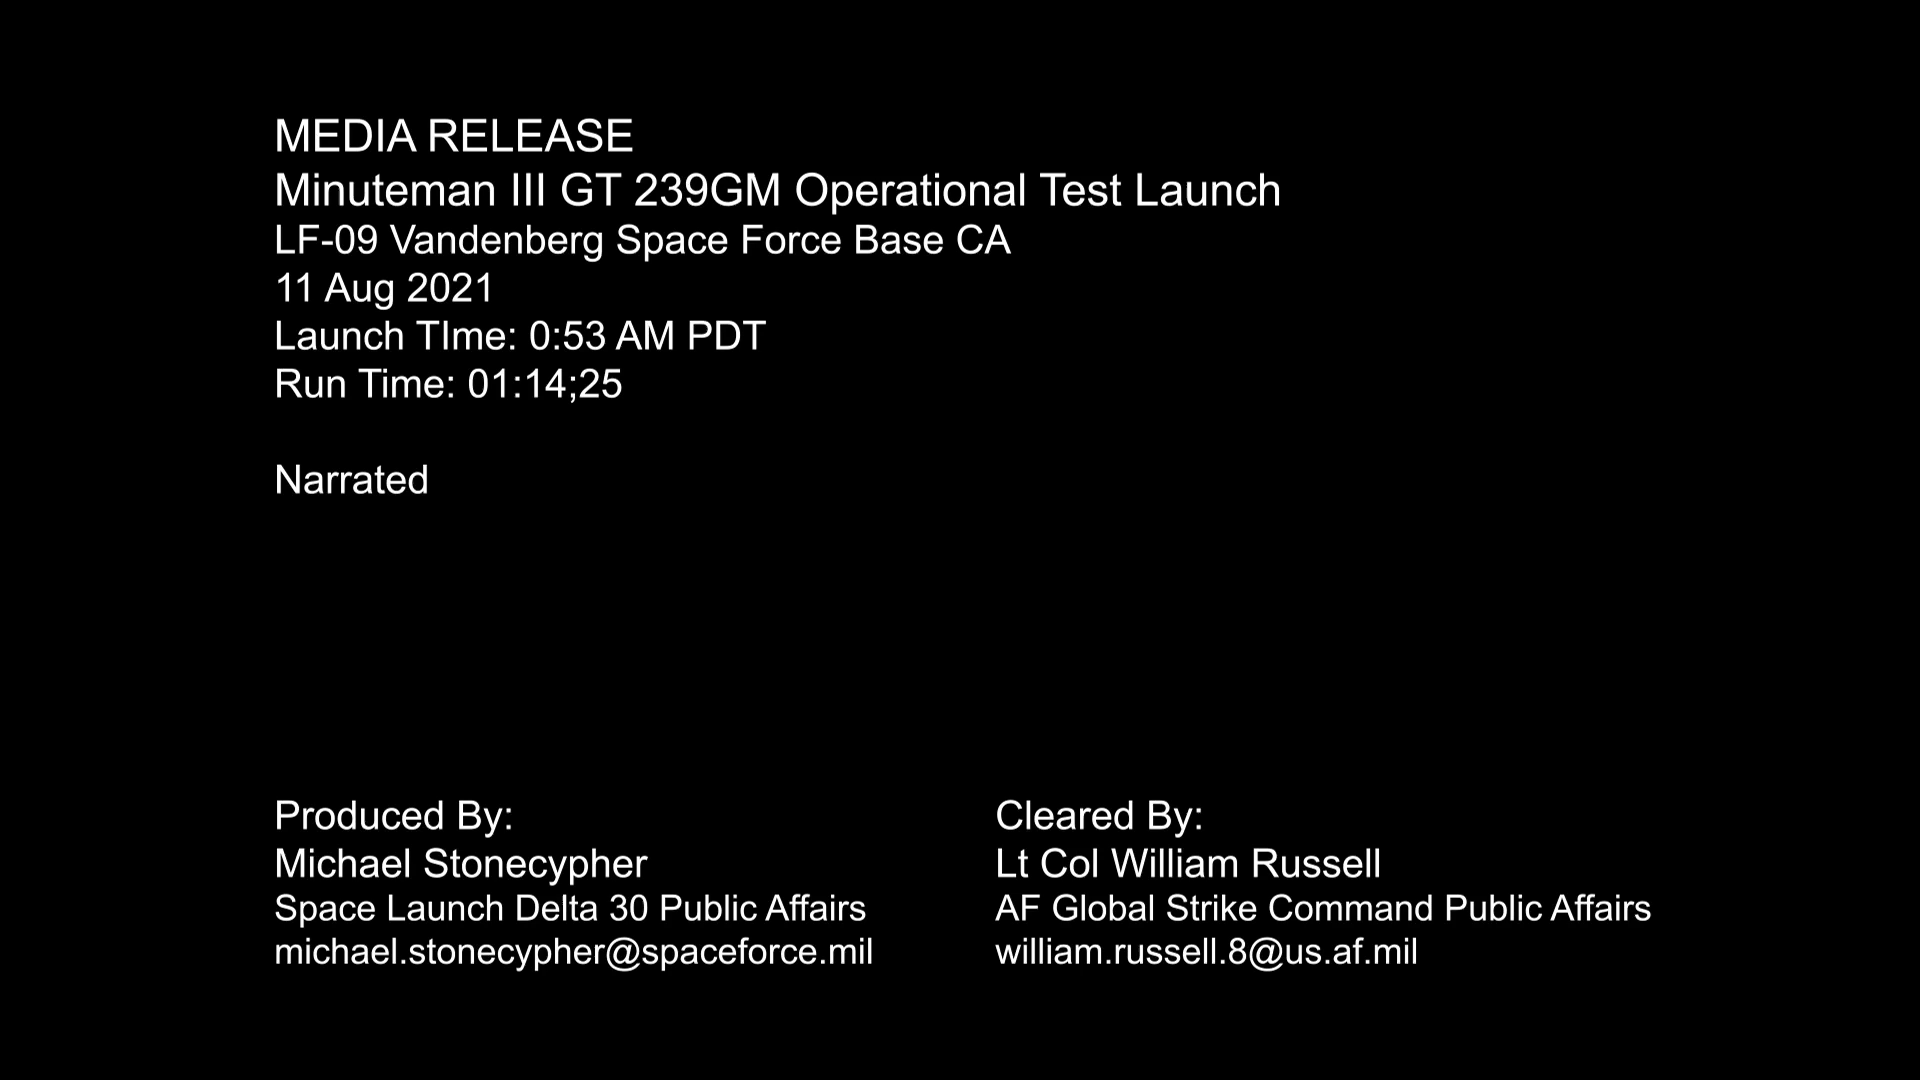 MEDIA RELEASE
Minuteman III GT 239GM Operational Test Launch
LF-09 Vandenberg Space Force Base CA
11 Aug 2021
Launch TIme: 0:53 AM PDT
Run Time: 01:14;25
Narrated
Produced By:
Michael Stonecypher
Space Launch Delta 30 Public Affairs
michael.stonecypher@spaceforce.mil
Cleared By:
Lt Col William Russell
AF Global Strike Command Public Affairs
william.russell.8@us.af.mil